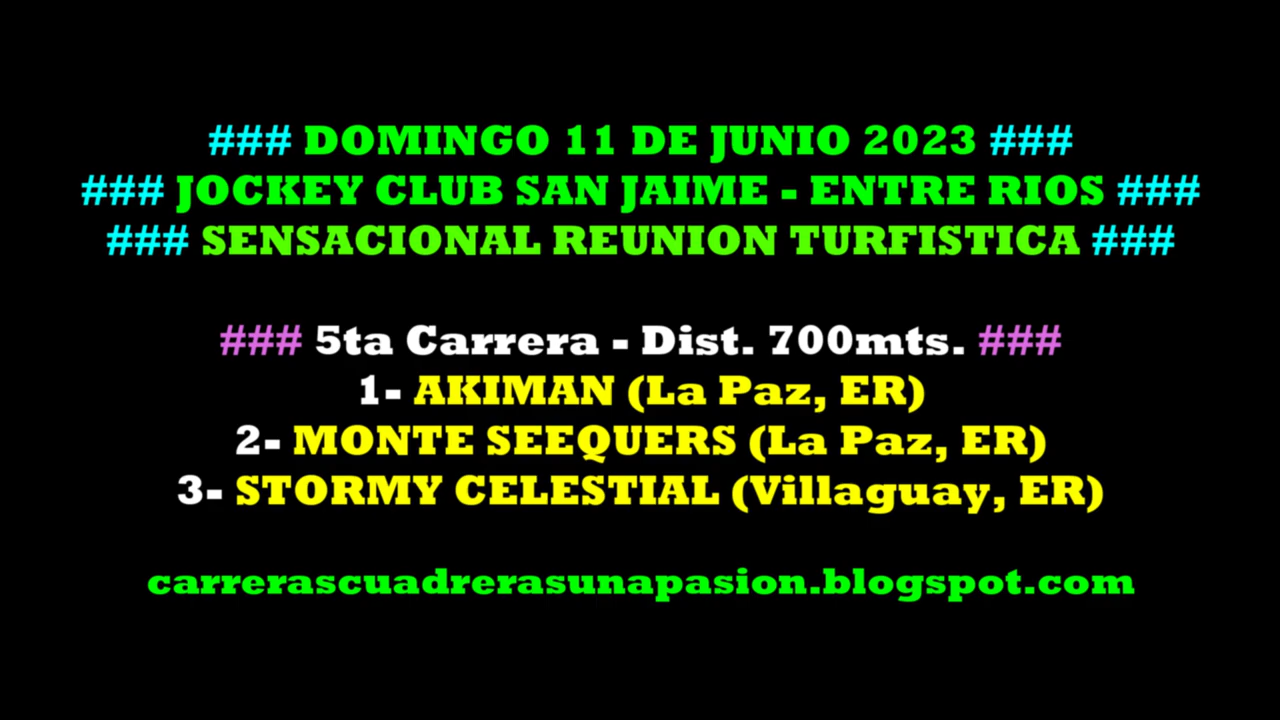 ### DOMINGO 11 DE JUNIO 2023 ###
### JOCKEY CLUB SAN JAIME - ENTRE RIOS ###
### SENSACIONAL REUNION TURFISTICA ###
### 5ta Carrera - Dist. 700mts. ###
1- AKIMAN (La Paz, ER)
2- MONTE SEEQUERS (La Paz, ER)
3- STORMY CELESTIAL (Villaguay, ER)
carrerascuadrerasunapasion.blogspot.com